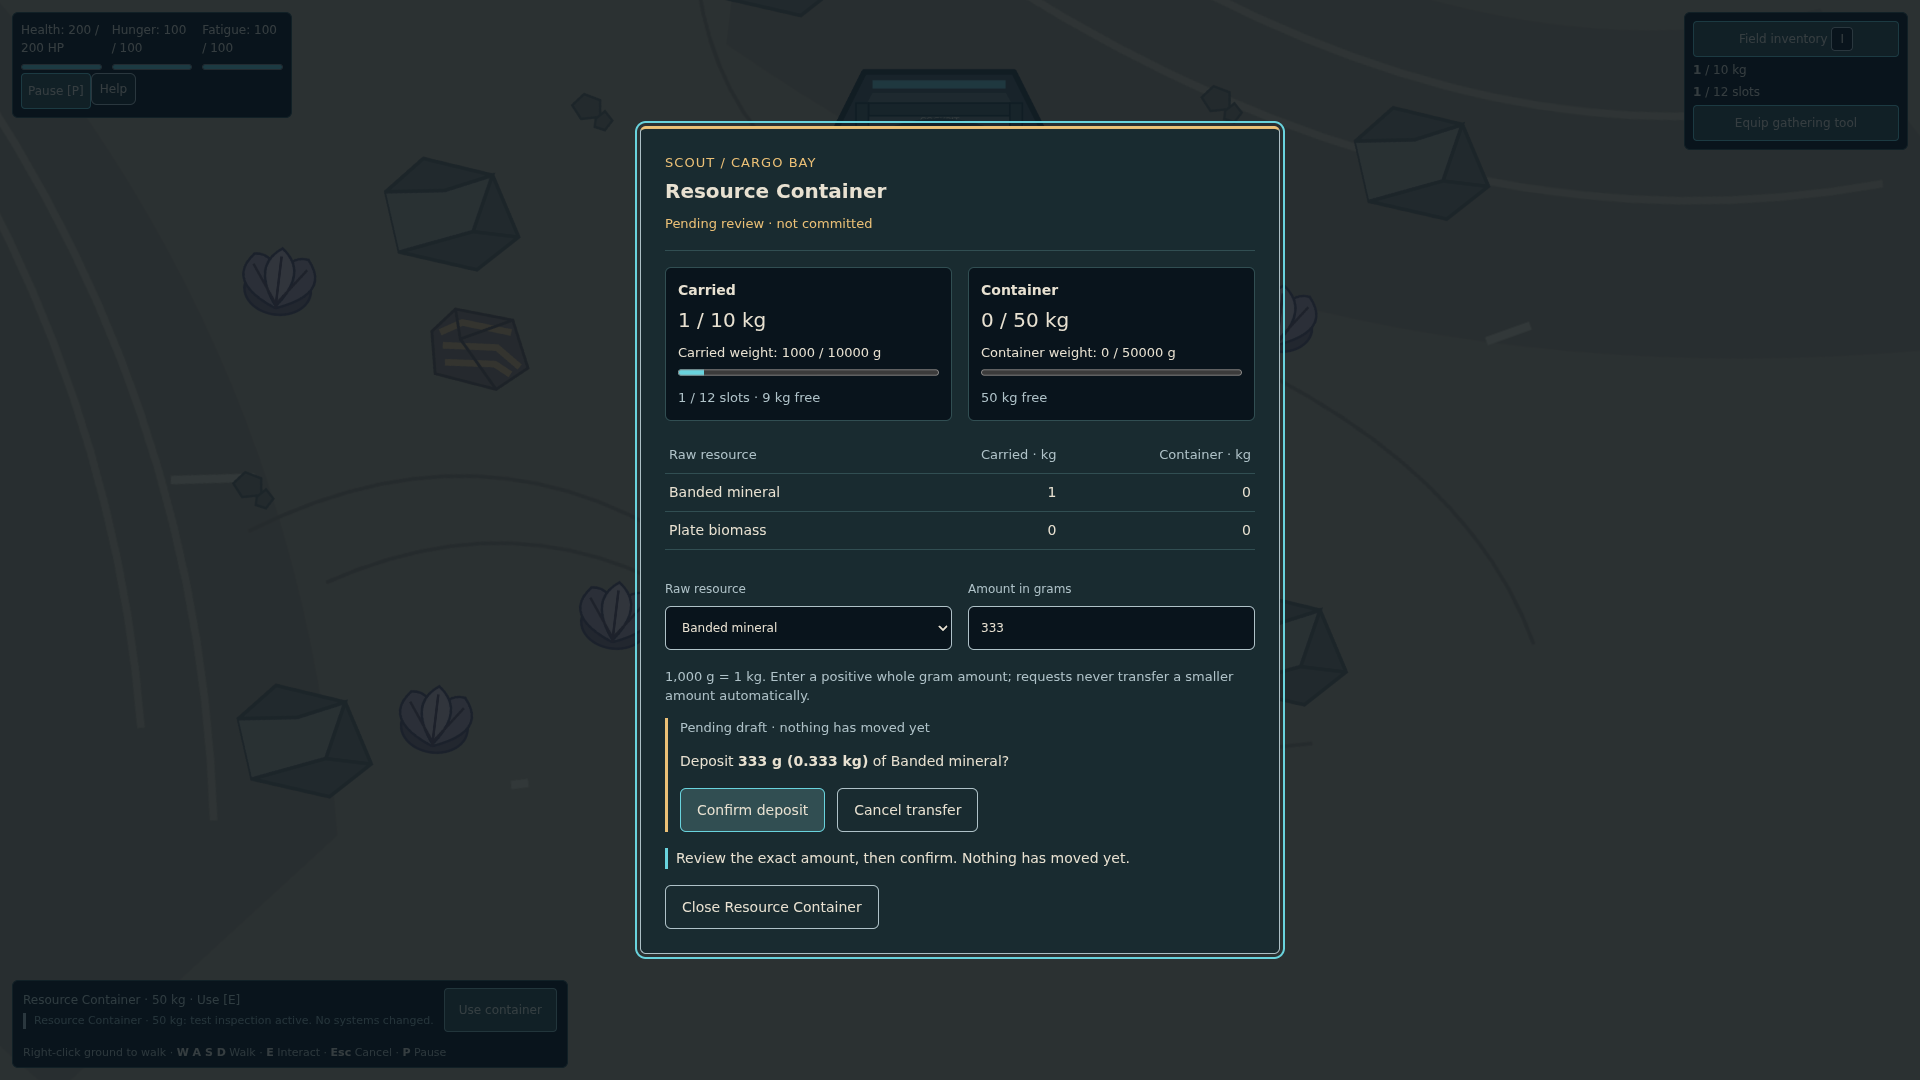 Health: 200 / 200 HP
Hunger: 100 / 100
Fatigue: 100 / 100
Pause [P]
Help
Field inventory I
1 / 10 kg
1 / 12 slots
Equip gathering tool
SCOUT / CARGO BAY
Resource Container
Pending review · not committed
Carried
1 / 10 kg
Carried weight: 1000 / 10000 g
1 / 12 slots · 9 kg free
Container
0 / 50 kg
Container weight: 0 / 50000 g
50 kg free
Raw resource Carried · kg Container · kg
Banded mineral 1 0
Plate biomass 0 0
Raw resource
Banded mineral
Amount in grams
333
1,000 g = 1 kg. Enter a positive whole gram amount; requests never transfer a smaller
amount automatically.
Pending draft · nothing has moved yet
Deposit 333 g (0.333 kg) of Banded mineral?
Confirm deposit
Cancel transfer
Review the exact amount, then confirm. Nothing has moved yet.
Close Resource Container
Resource Container · 50 kg · Use [E]
Resource Container · 50 kg: test inspection active. No systems changed.
Use container
Right-click ground to walk · W A S D Walk · E Interact · Esc Cancel · P Pause